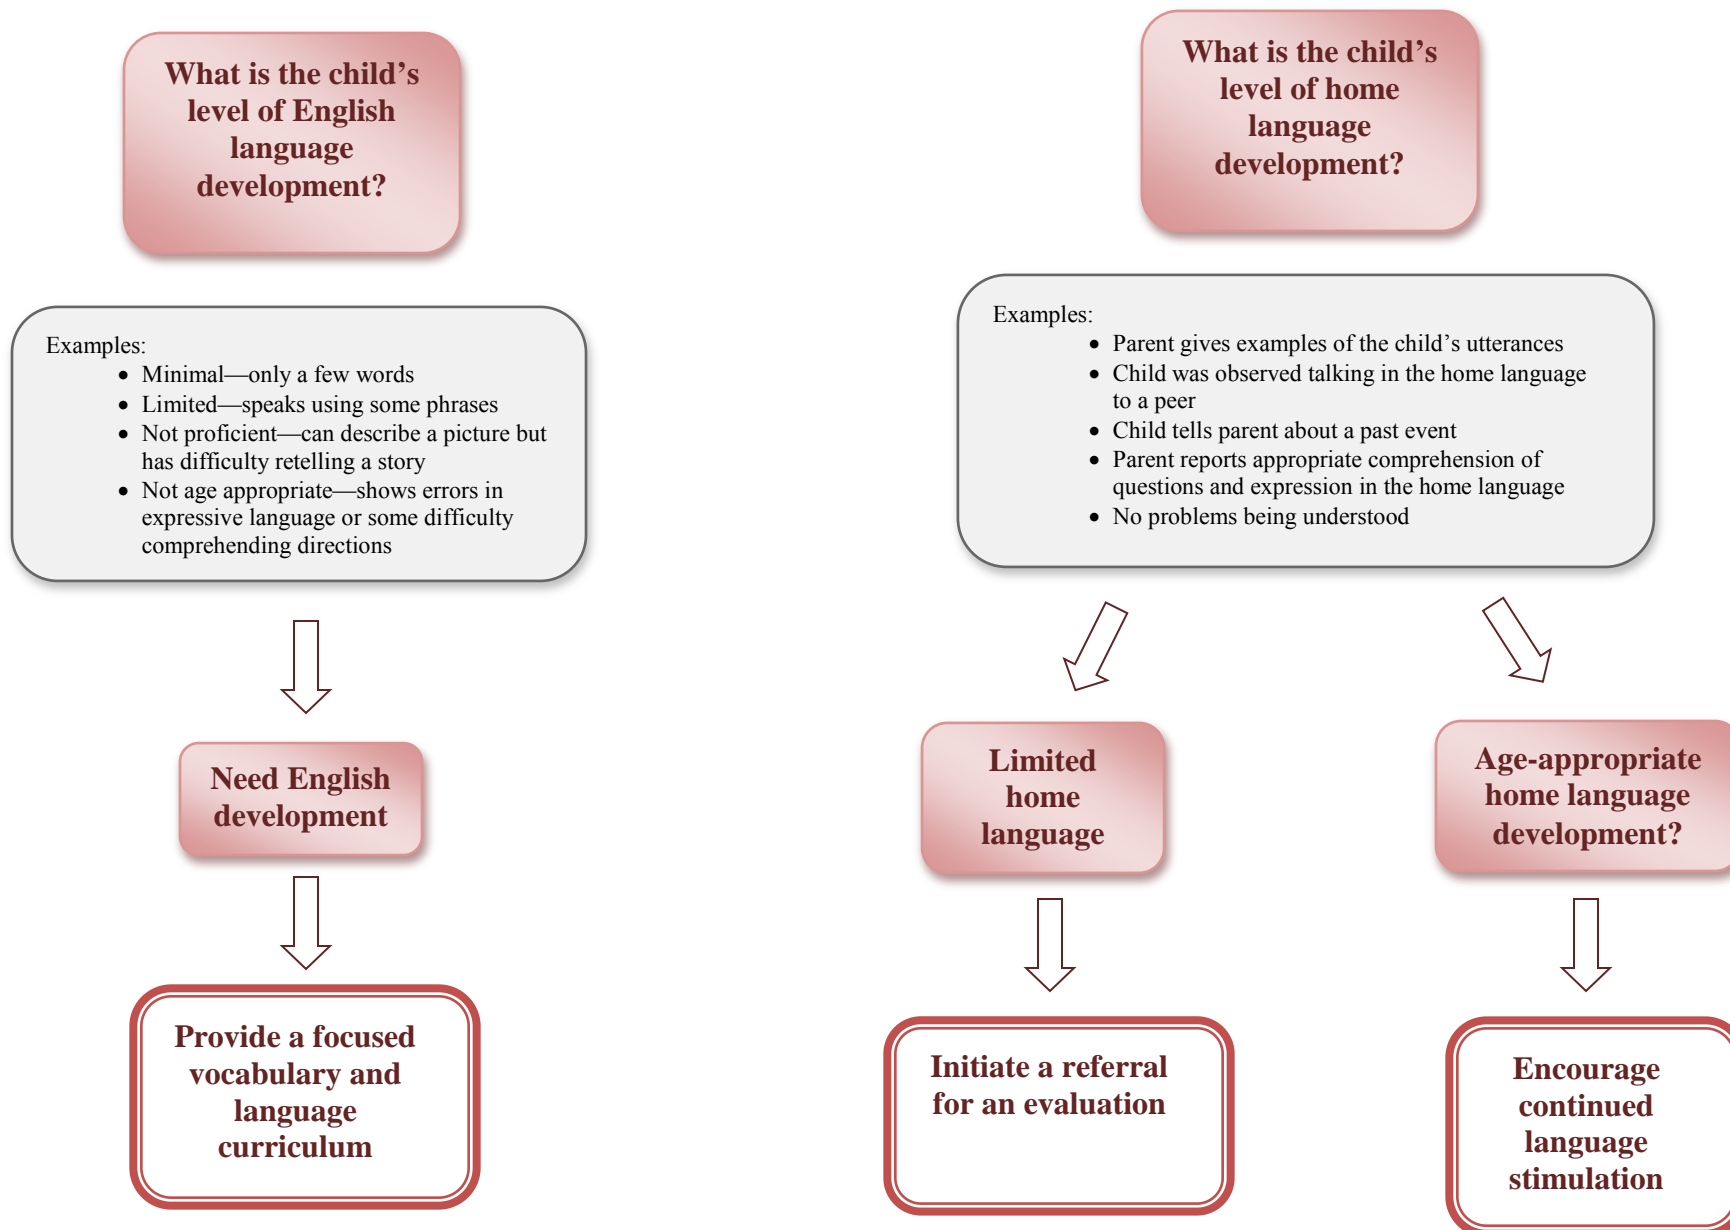 What is the child’s
level of English
language
development?
Examples:
• Minimal—only a few words
• Limited—speaks using some phrases
• Not proficient—can describe a picture but
has difficulty retelling a story
• Not age appropriate—shows errors in
expressive language or some difficulty
comprehending directions
Need English
development
Provide a focused
vocabulary and
language
curriculum
What is the child’s
level of home
language
development?
Examples:
• Parent gives examples of the child’s utterances
• Child was observed talking in the home language
to a peer
• Child tells parent about a past event
• Parent reports appropriate comprehension of
questions and expression in the home language
• No problems being understood
Limited
home
language
Initiate a referral
for an evaluation
Age-appropriate
home language
development?
Encourage
continued
language
stimulation